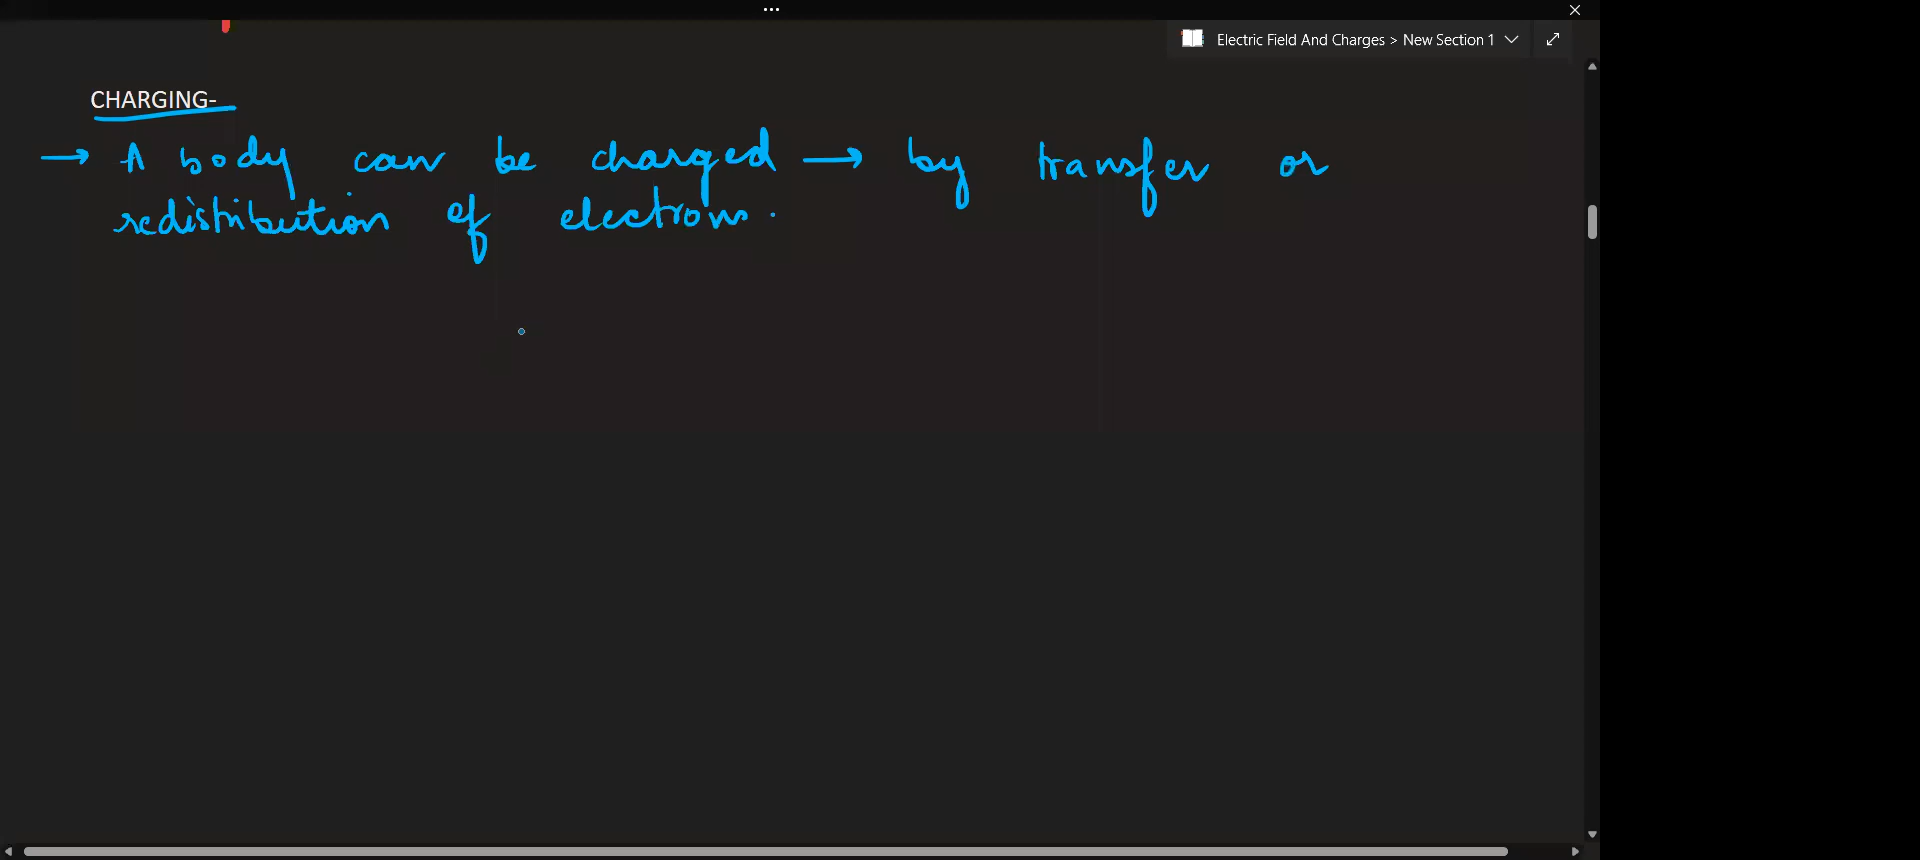 Electric Field And Charges > New Section 1
CHARGING-
→ A body can be charged → by transfer or
redistribution of electrons.